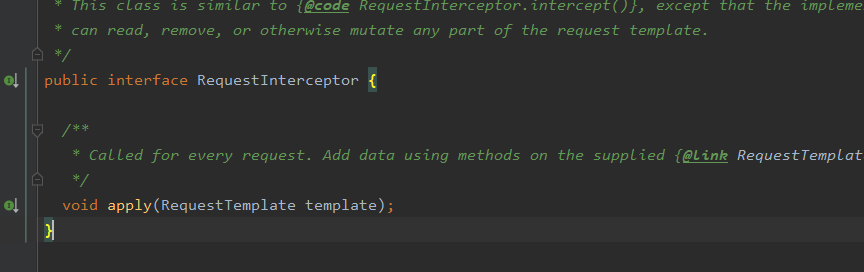 * This class is similar to {@code RequestInterceptor.intercept()}, except that the
* can read, remove, or otherwise mutate any part of the request template.
*/
public interface RequestInterceptor {
/**
* Called for every request. Add data using methods on the supplied {@link
*/
void apply(RequestTemplate template);
}